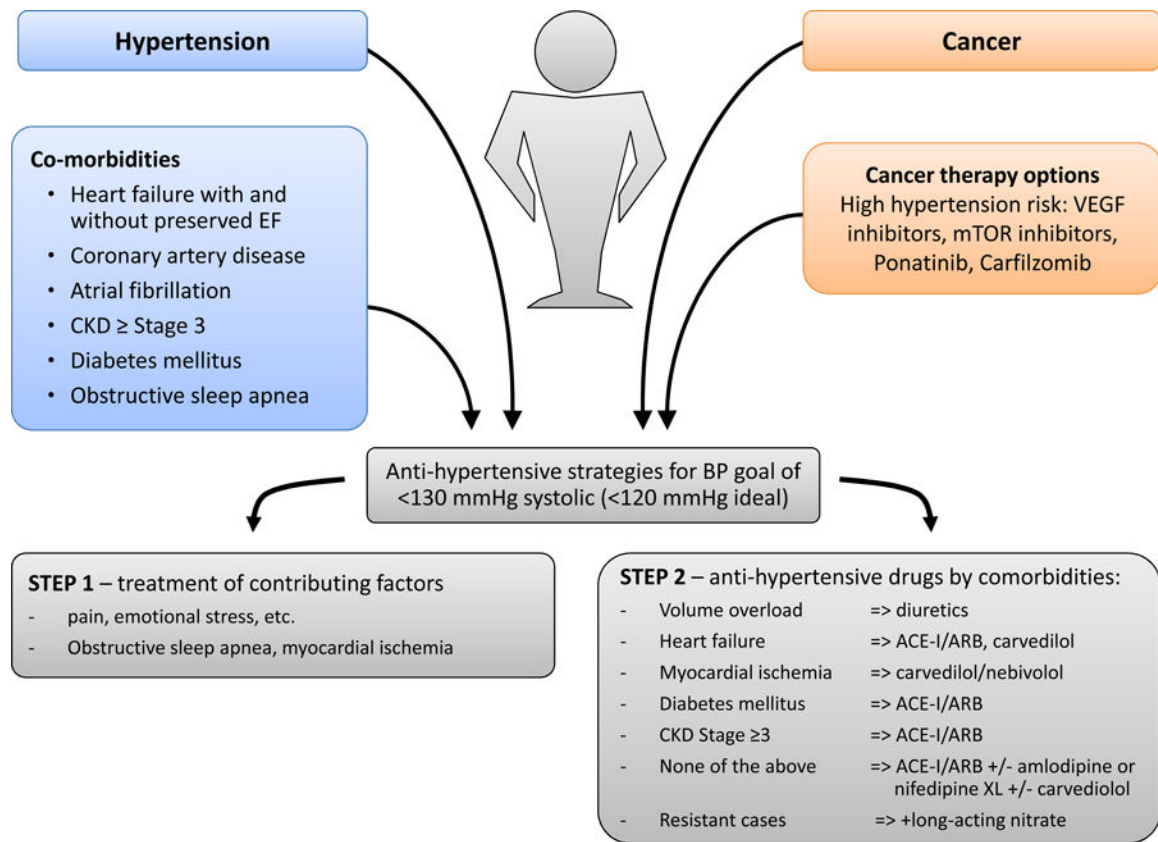 Hypertension
Cancer
Co-morbidities
• Heart failure with and
without preserved EF
• Coronary artery disease
• Atrial fibrillation
• CKD ≥ Stage 3
• Diabetes mellitus
• Obstructive sleep apnea
Cancer therapy options
High hypertension risk: VEGF
inhibitors, mTOR inhibitors,
Ponatinib, Carfilzomib
Anti-hypertensive strategies for BP goal of
<130 mmHg systolic (<120 mmHg ideal)
STEP 1 – treatment of contributing factors
- pain, emotional stress, etc.
- Obstructive sleep apnea, myocardial ischemia
STEP 2 – anti-hypertensive drugs by comorbidities:
- Volume overload => diuretics
- Heart failure => ACE-I/ARB, carvedilol
- Myocardial ischemia => carvedilol/nebivolol
- Diabetes mellitus => ACE-I/ARB
- CKD Stage ≥3 => ACE-I/ARB
- None of the above => ACE-I/ARB +/- amlodipine or
nifedipine XL +/- carvediolol
- Resistant cases => +long-acting nitrate